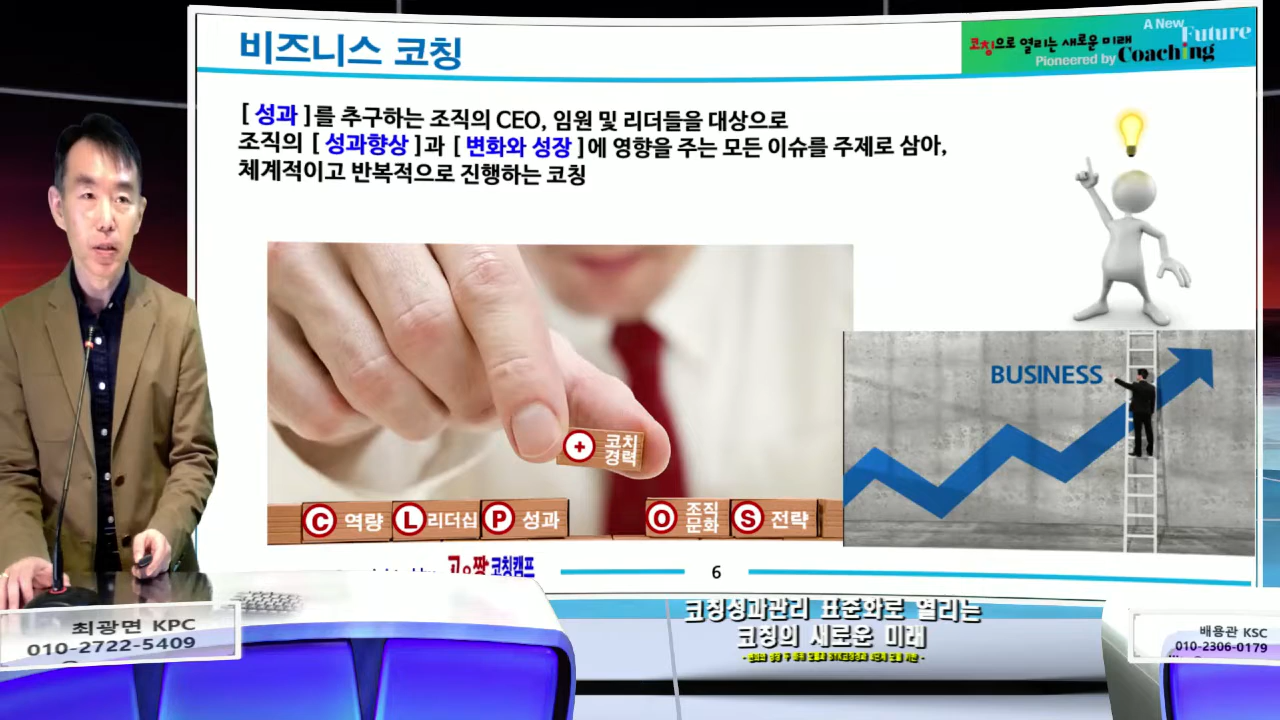 비즈니스 코칭
코칭으로 열리는 새로운 미래
A New Future
Pioneered by Coaching
[ 성과 ]를 추구하는 조직의 CEO, 임원 및 리더들을 대상으로
조직의 [ 성과향상 ]과 [ 변화와 성장 ]에 영향을 주는 모든 이슈를 주제로 삼아,
체계적이고 반복적으로 진행하는 코칭
BUSINESS
+ 코치
경력
C 역량
L 리더십
P 성과
O 조직
문화
S 전략
코칭캠프
6
코칭성과관리 표준화로 열리는
코칭의 새로운 미래
최광면 KPC
010-2722-5409
배용관 KSC
010-2306-0179